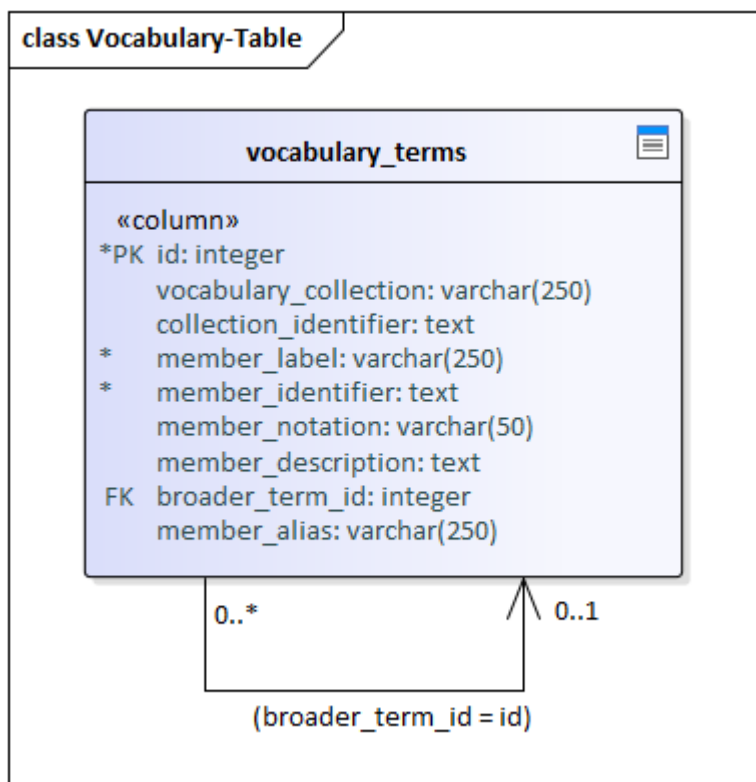 class Vocabulary-Table
vocabulary_terms
«column»
*PK id: integer
vocabulary_collection: varchar(250)
collection_identifier: text
* member_label: varchar(250)
* member_identifier: text
member_notation: varchar(50)
member_description: text
FK broader_term_id: integer
member_alias: varchar(250)
0..* 0..1
(broader_term_id = id)